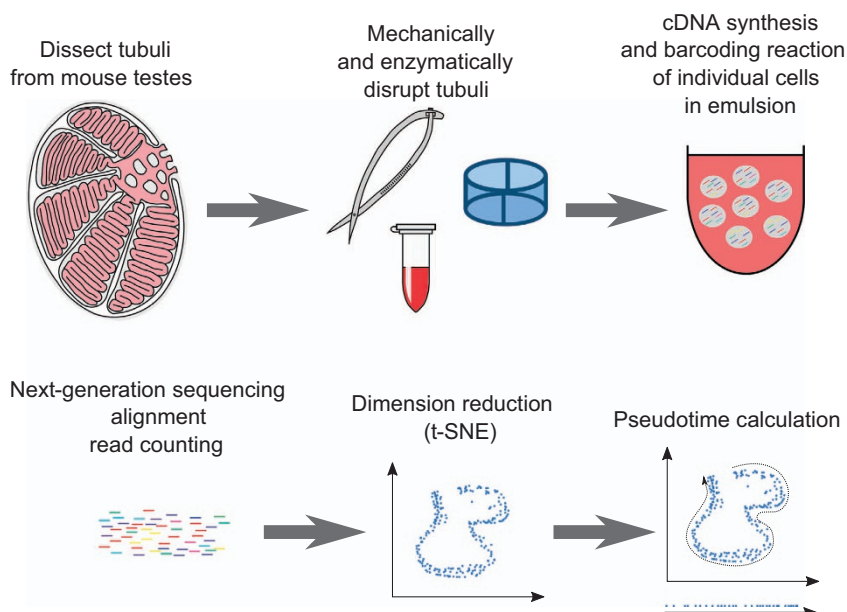 Dissect tubuli
from mouse testes
Mechanically
and enzymatically
disrupt tubuli
cDNA synthesis
and barcoding reaction
of individual cells
in emulsion
Next-generation sequencing
alignment
read counting
Dimension reduction
(t-SNE)
Pseudotime calculation